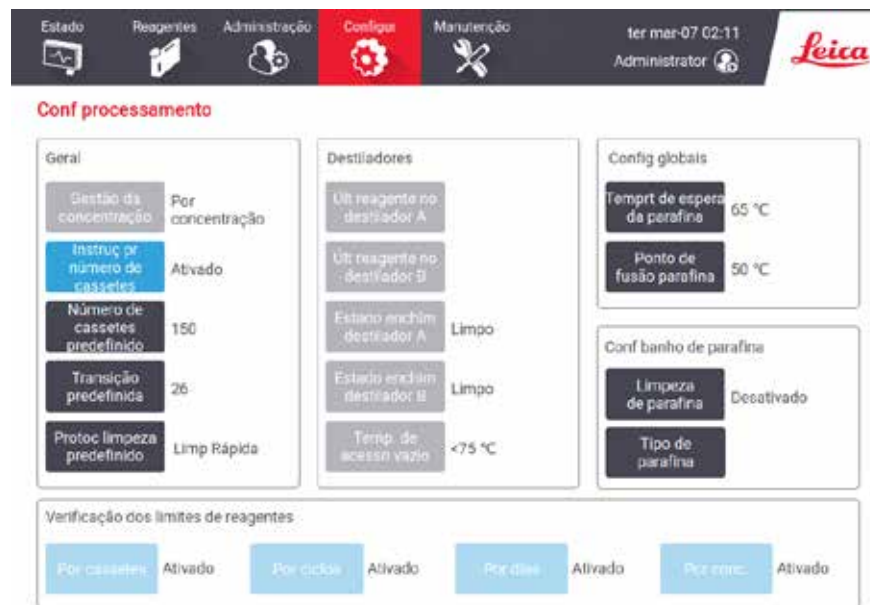 Estado
Reagentes
Administração
Configur
Manutenção
ter mar-07 02:11
Administrator
Leica
Conf processamento
Geral
Gestão da
concentração
Por
concentração
Instruç pr
número de
cassetes
Ativado
Número de
cassetes
predefinido
150
Transição
predefinida
26
Protoc limpeza
predefinido
Limp Rápida
Destiladores
Últ reagente no
destilador A
Últ reagente no
destilador B
Estado enchim
destilador A
Limpo
Estado enchim
destilador B
Limpo
Temp. de
acesso vazio
<75 °C
Config globais
Temprt de espera
da parafina
65 °C
Ponto de
fusão parafina
50 °C
Conf banho de parafina
Limpeza
de parafina
Desativado
Tipo de
parafina
Verificação dos limites de reagentes
Por cassetes
Ativado
Por ciclos
Ativado
Por dias
Ativado
Por conc.
Ativado